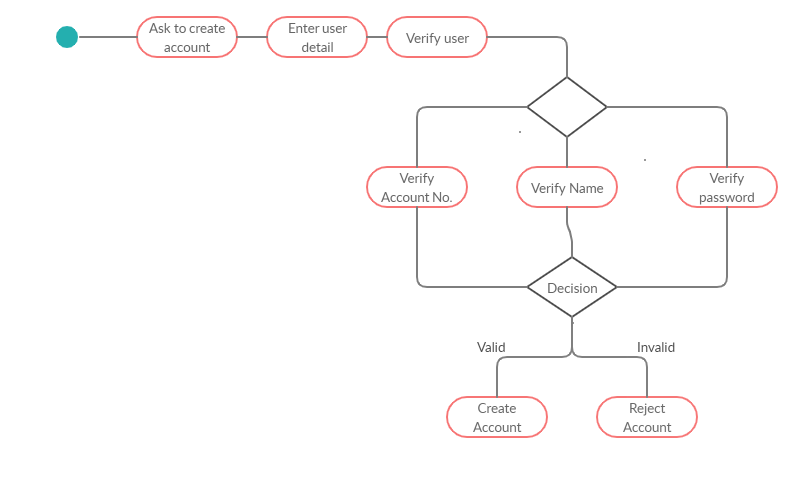 Ask to create
account
Enter user
detail
Verify user
Verify
Account No.
Verify Name
Verify
password
Decision
Valid
Invalid
Create
Account
Reject
Account